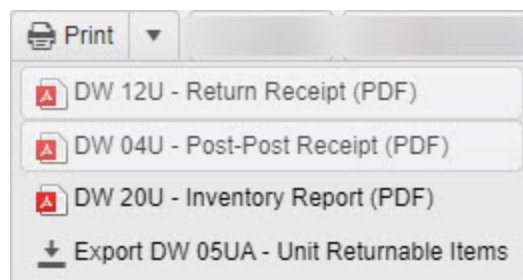 Print
DW 12U - Return Receipt (PDF)
DW 04U - Post-Post Receipt (PDF)
DW 20U - Inventory Report (PDF)
Export DW 05UA - Unit Returnable Items